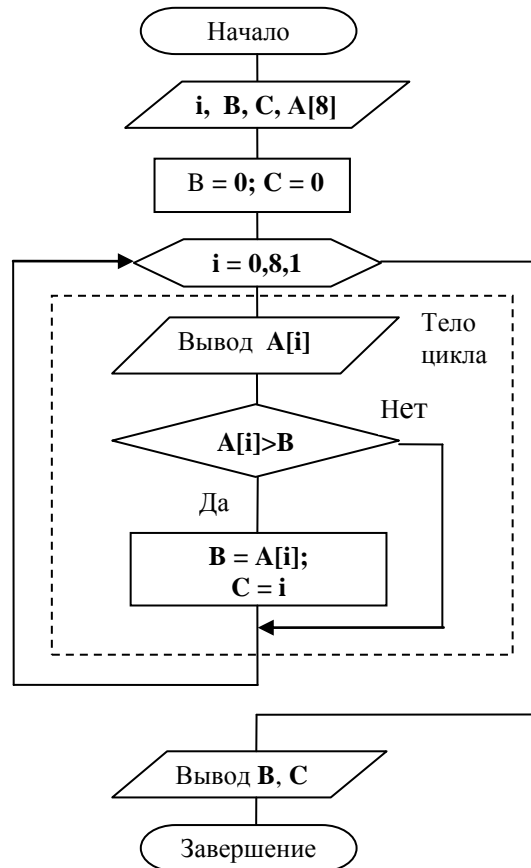 Начало
i, B, C, A[8]
B = 0; C = 0
i = 0,8,1
Вывод A[i]
Тело
цикла
A[i]>B
Нет
Да
B = A[i];
C = i
Вывод B, C
Завершение